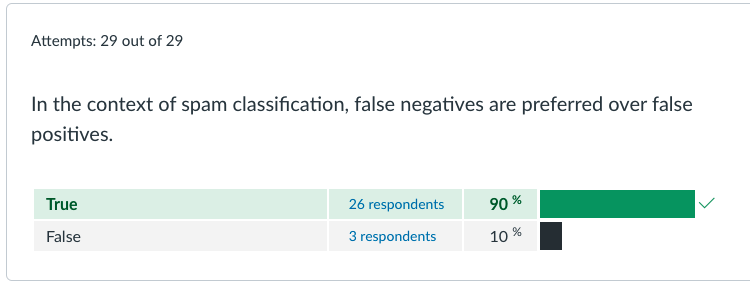 Attempts: 29 out of 29
In the context of spam classification, false negatives are preferred over false
positives.
True 26 respondents 90 %
False 3 respondents 10 %